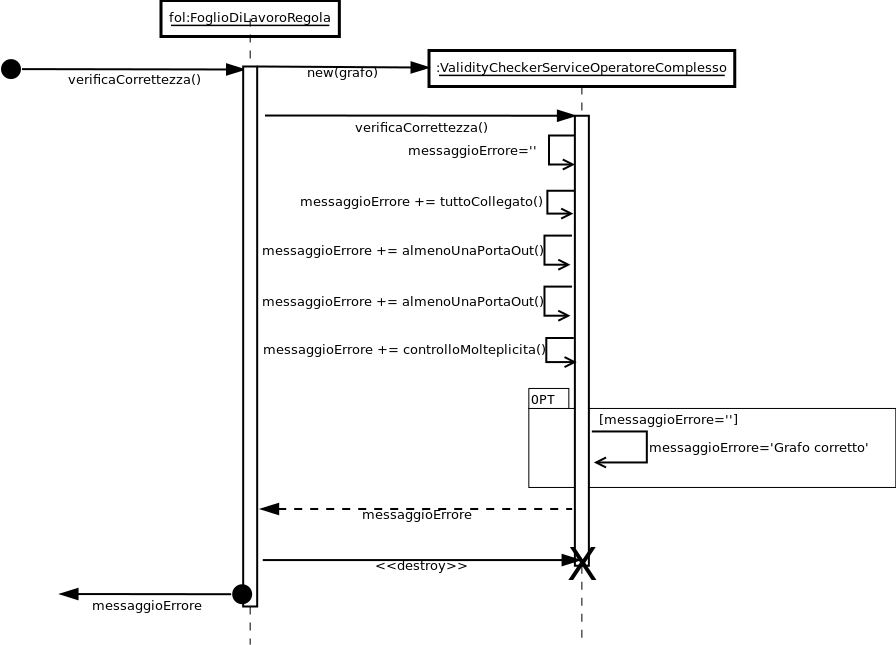 fol:FoglioDiLavoroRegola
:ValidityCheckerServiceOperatoreComplesso
verificaCorrettezza()
new(grafo)
verificaCorrettezza()
messaggioErrore=''
messaggioErrore += tuttoCollegato()
messaggioErrore += almenoUnaPortaOut()
messaggioErrore += almenoUnaPortaOut()
messaggioErrore += controlloMolteplicita()
OPT
[messaggioErrore='']
messaggioErrore='Grafo corretto'
messaggioErrore
<<destroy>>
messaggioErrore